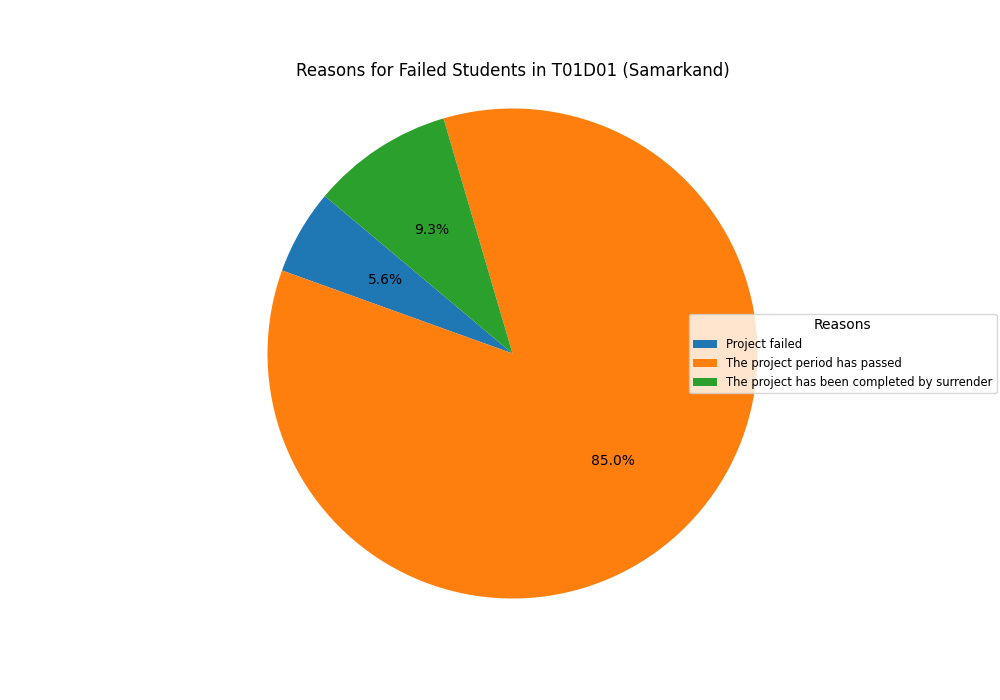 Reasons for Failed Students in T01D01 (Samarkand)
9.3%
5.6%
Reasons
Project failed
The project period has passed
The project has been completed by surrender
85.0%